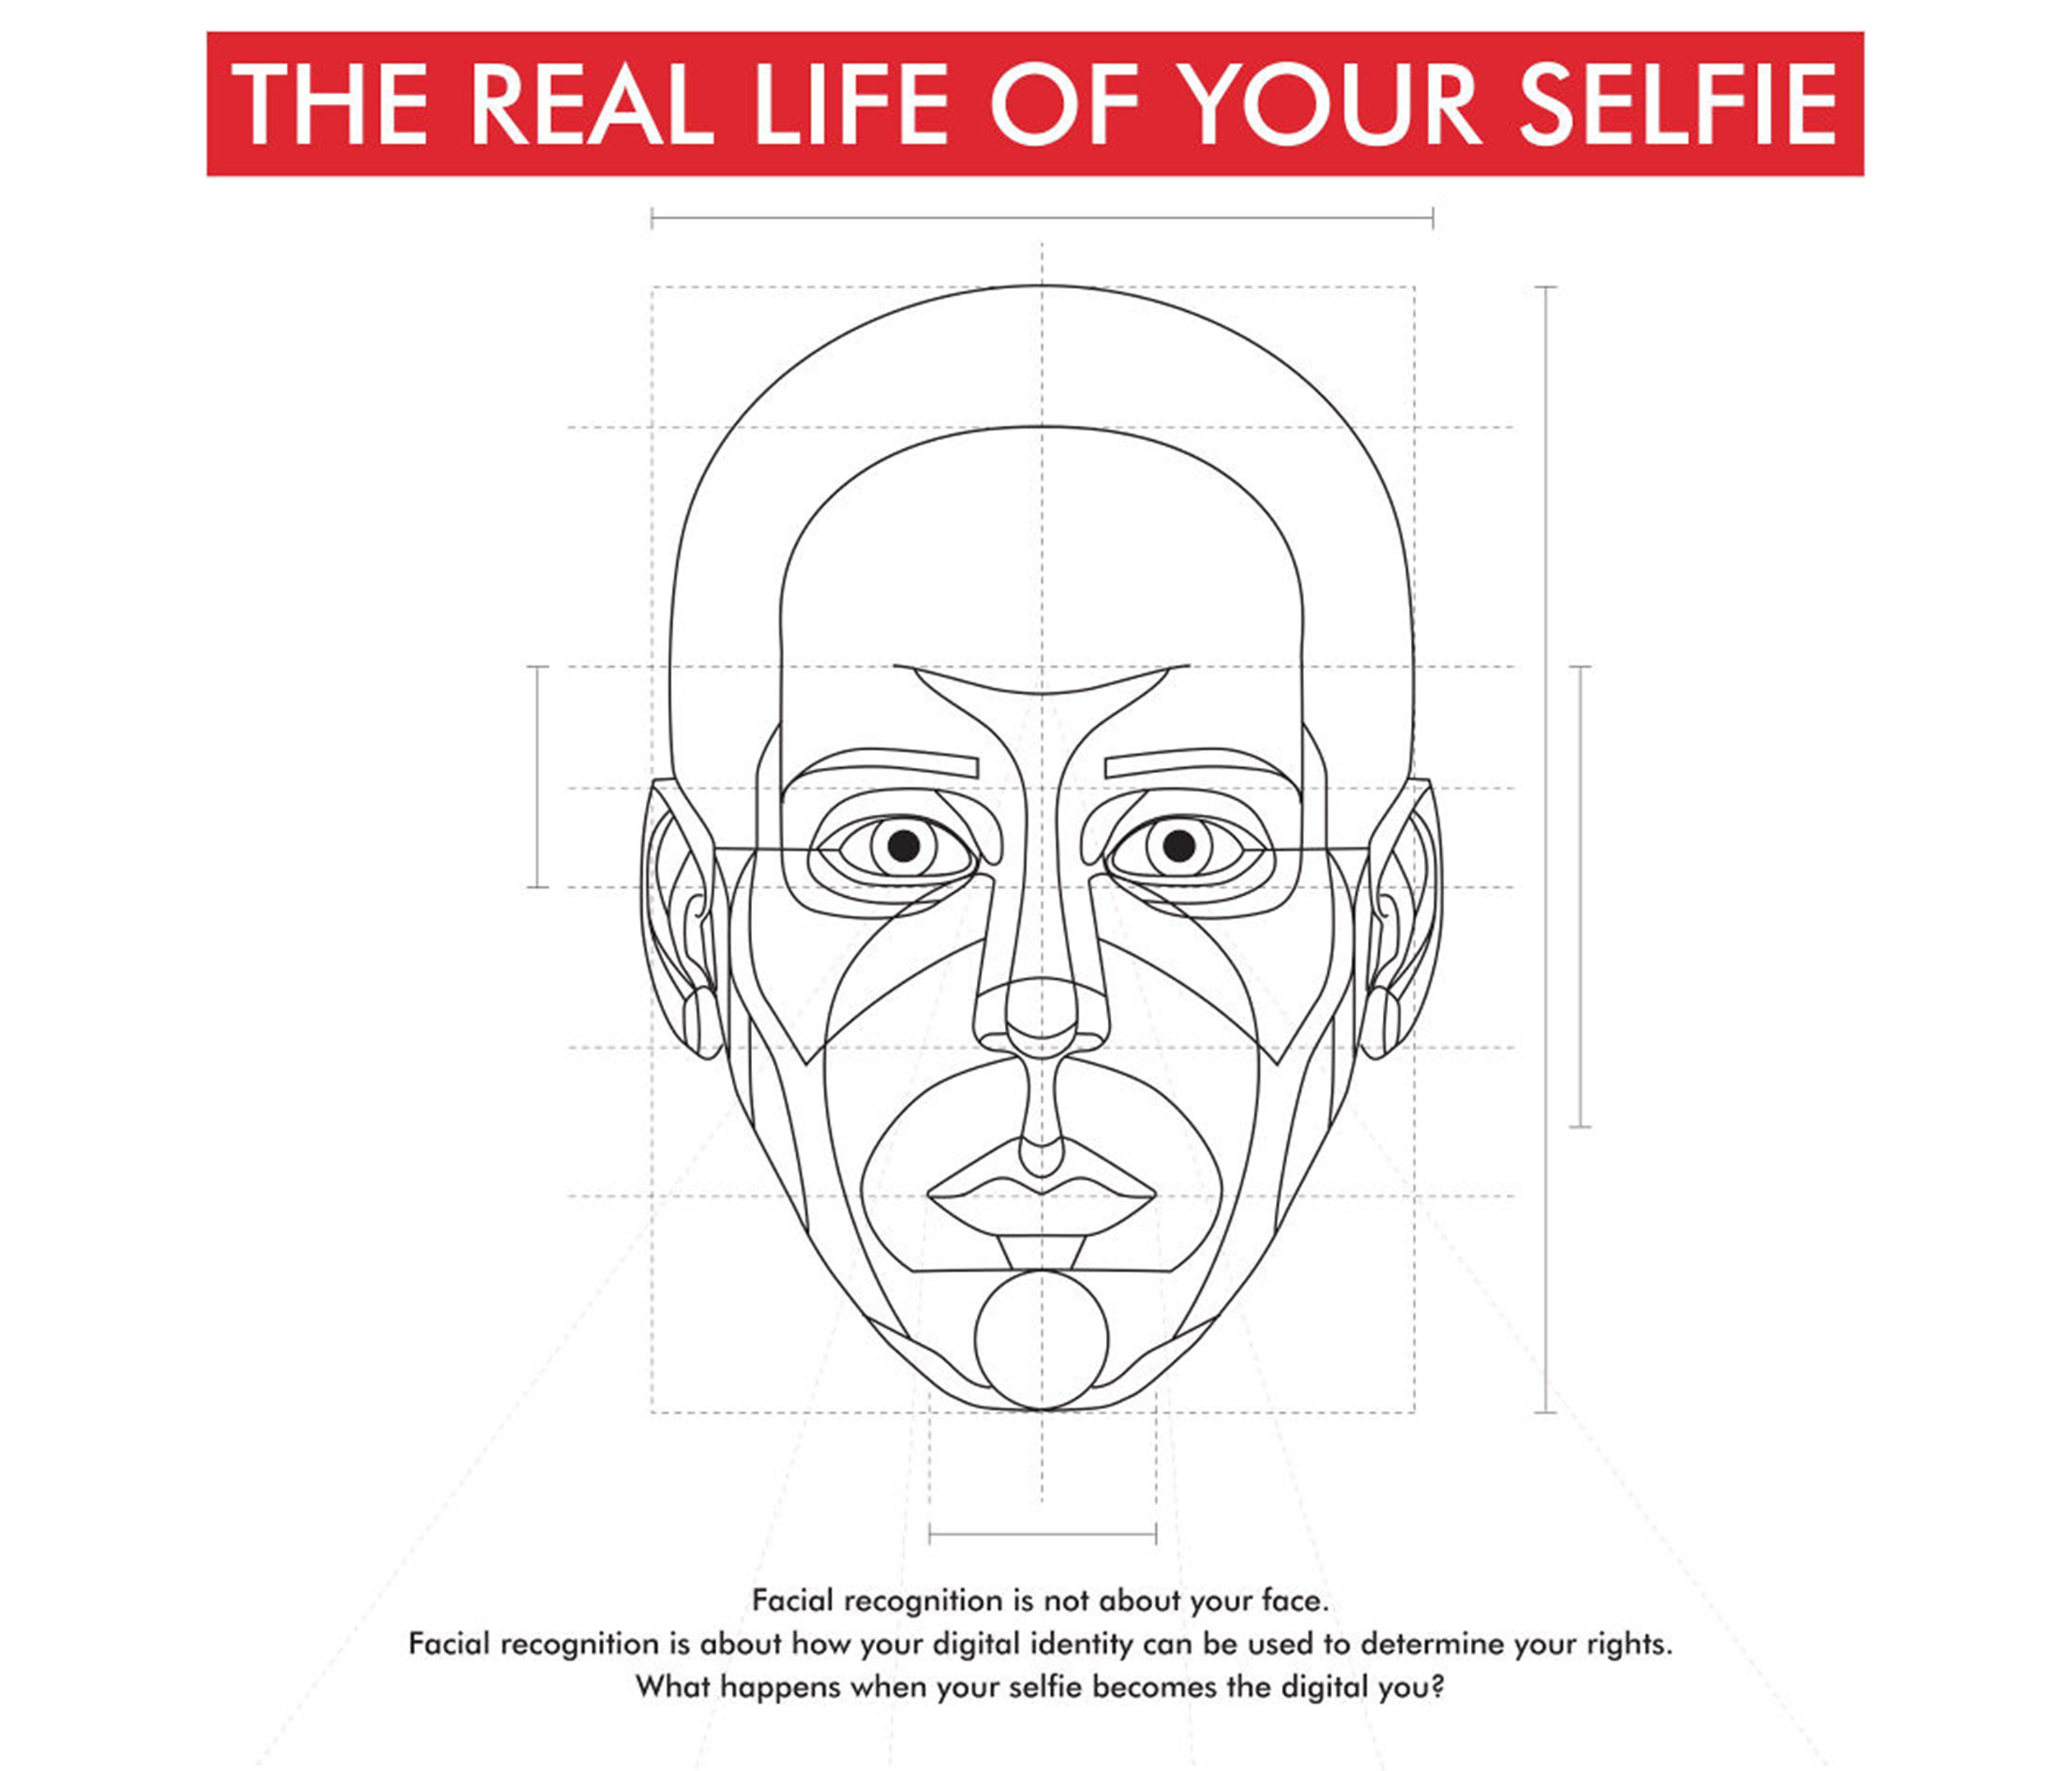 THE REAL LIFE OF YOUR SELFIE
Facial recognition is not about your face.
Facial recognition is about how your digital identity can be used to determine your rights.
What happens when your selfie becomes the digital you?